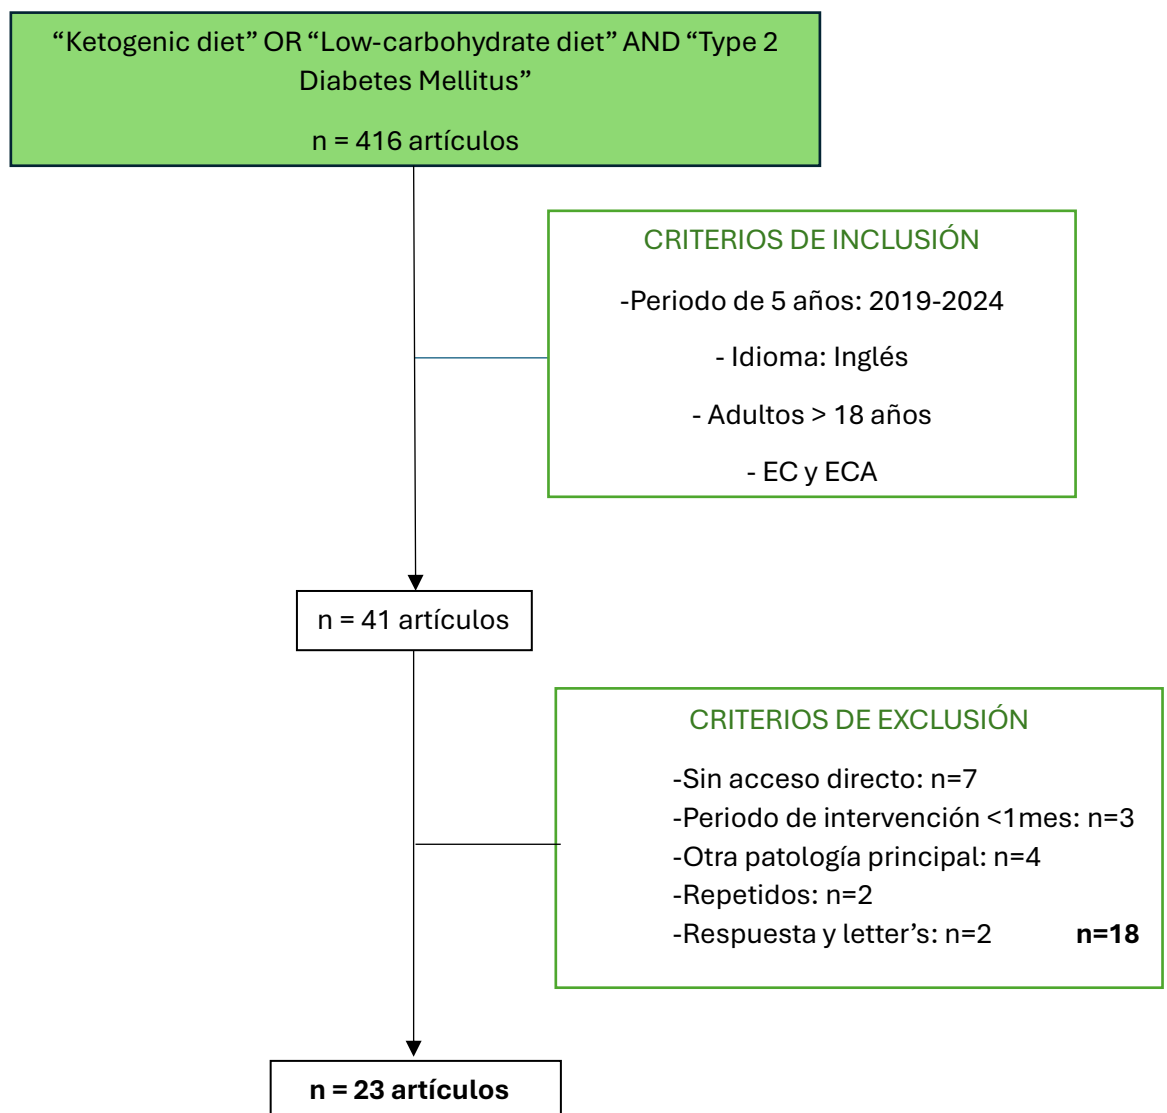 “Ketogenic diet” OR “Low-carbohydrate diet” AND “Type 2
Diabetes Mellitus”
n = 416 artículos
CRITERIOS DE INCLUSIÓN
-Periodo de 5 años: 2019-2024
- Idioma: Inglés
- Adultos > 18 años
- EC y ECA
n = 41 artículos
CRITERIOS DE EXCLUSIÓN
-Sin acceso directo: n=7
-Periodo de intervención <1mes: n=3
-Otra patología principal: n=4
-Repetidos: n=2
-Respuesta y letter’s: n=2 n=18
n = 23 artículos